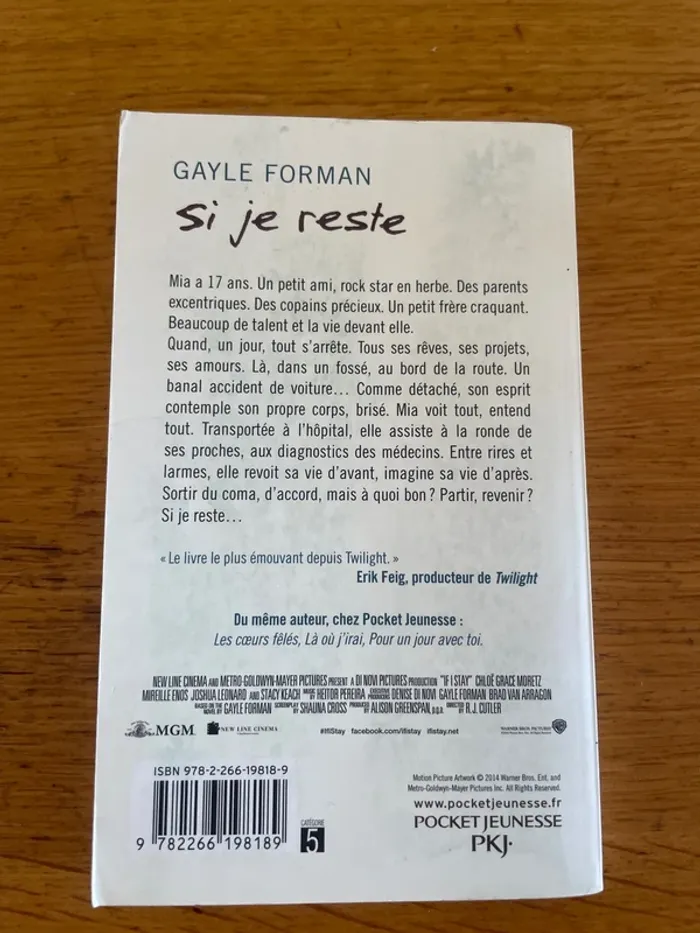 GAYLE FORMAN
si je reste
Mia a 17 ans. Un petit ami, rock star en herbe. Des parents
excentriques. Des copains précieux. Un petit frère craquant.
Beaucoup de talent et la vie devant elle.
Quand, un jour, tout s'arrête. Tous ses rêves, ses projets,
ses amours. Là, dans un fossé, au bord de la route. Un
banal accident de voiture... Comme détaché, son esprit
contemple son propre corps, brisé. Mia voit tout, entend
tout. Transportée à l'hôpital, elle assiste à la ronde de
ses proches, aux diagnostics des médecins. Entre rires et
larmes, elle revoit sa vie d'avant, imagine sa vie d'après.
Sortir du coma, d'accord, mais à quoi bon ? Partir, revenir ?
Si je reste...
« Le livre le plus émouvant depuis Twilight. »
Erik Feig, producteur de Twilight
Du même auteur, chez Pocket Jeunesse :
Les cœurs fêlés, Là où j'irai, Pour un jour avec toi.
NEW LINE CINEMA AND METRO-GOLDWYN-MAYER PICTURES PRESENT A DI NOVI PICTURES PRODUCTION "IF I STAY" CHLOË GRACE MORETZ
MIREILLE ENOS JOSHUA LEONARD AND STACY KEACH MUSIC BY HEITOR PEREIRA EXECUTIVE PRODUCERS DENISE DI NOVI GAYLE FORMAN BRAD VAN ARRAGON
BASED ON THE NOVEL BY GAYLE FORMAN SCREENPLAY BY SHAUNA CROSS PRODUCED BY ALISON GREENSPAN, p.g.a. DIRECTED BY R.J. CUTLER
MGM NEW LINE CINEMA #IfIStay facebook.com/ifistay ifistay.net WARNER BROS. PICTURES
ISBN 978-2-266-19818-9
9 782266 198189
CATÉGORIE
5
Motion Picture Artwork © 2014 Warner Bros. Ent. and
Metro-Goldwyn-Mayer Pictures Inc. All Rights Reserved.
www.pocketjeunesse.fr
POCKET JEUNESSE
PKJ·